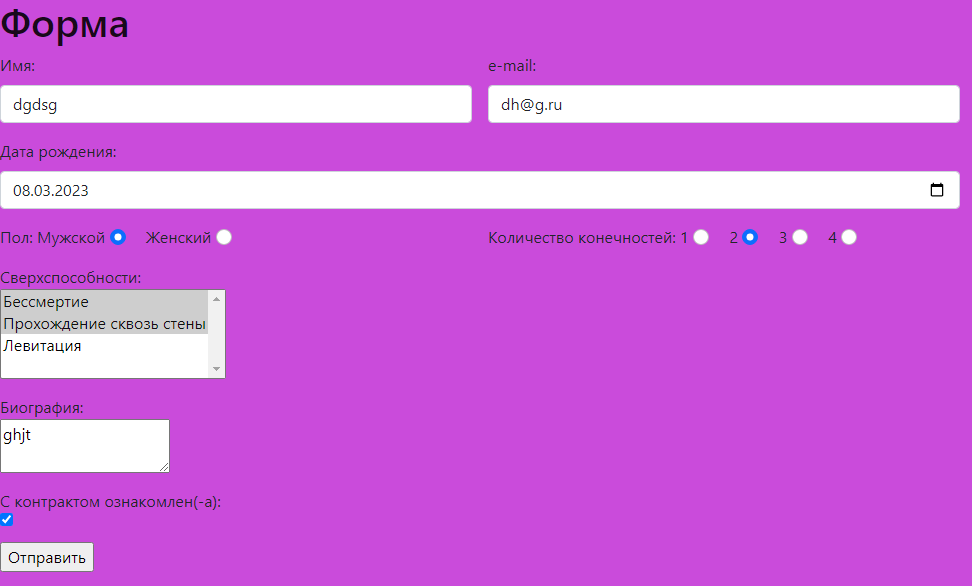 Форма
Имя: e-mail:
dgdsg dh@g.ru
Дата рождения:
08.03.2023
Пол: Мужской Женский Количество конечностей: 1 2 3 4
Сверхспособности:
Бессмертие
Прохождение сквозь стены
Левитация
Биография:
ghjt
С контрактом ознакомлен(-а):
Отправить